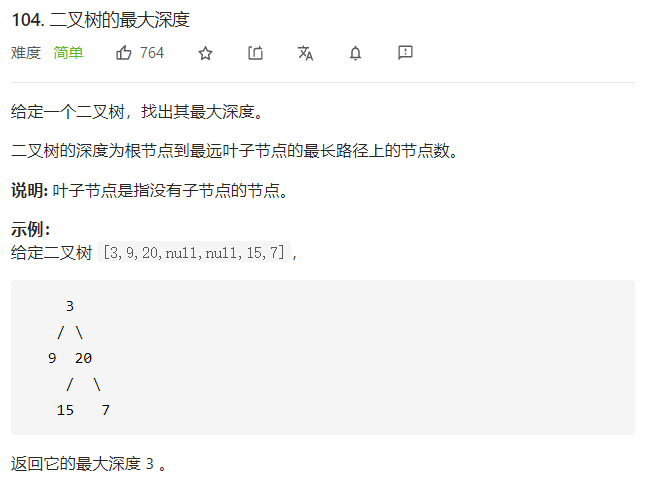 104. 二叉树的最大深度
难度 简单 764
给定一个二叉树，找出其最大深度。
二叉树的深度为根节点到最远叶子节点的最长路径上的节点数。
说明: 叶子节点是指没有子节点的节点。
示例：
给定二叉树 [3,9,20,null,null,15,7]，
3
/ \
9 20
/ \
15 7
返回它的最大深度 3 。